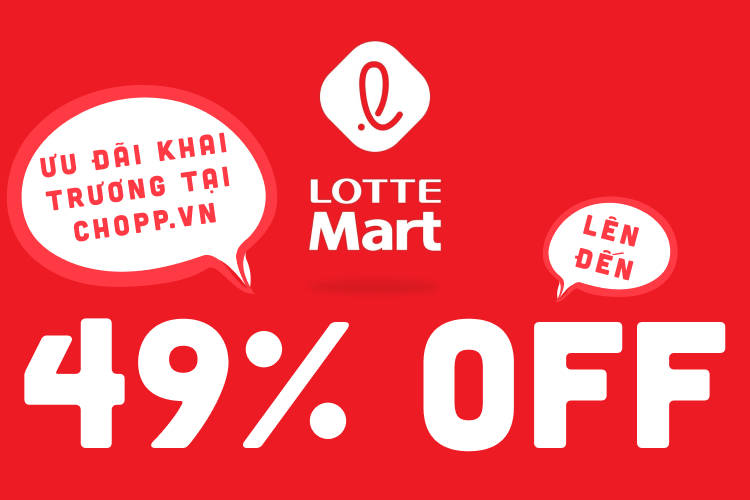 LOTTE
Mart
ƯU ĐÃI KHAI
TRƯƠNG TẠI
CHOPP.VN
LÊN
ĐẾN
49% OFF